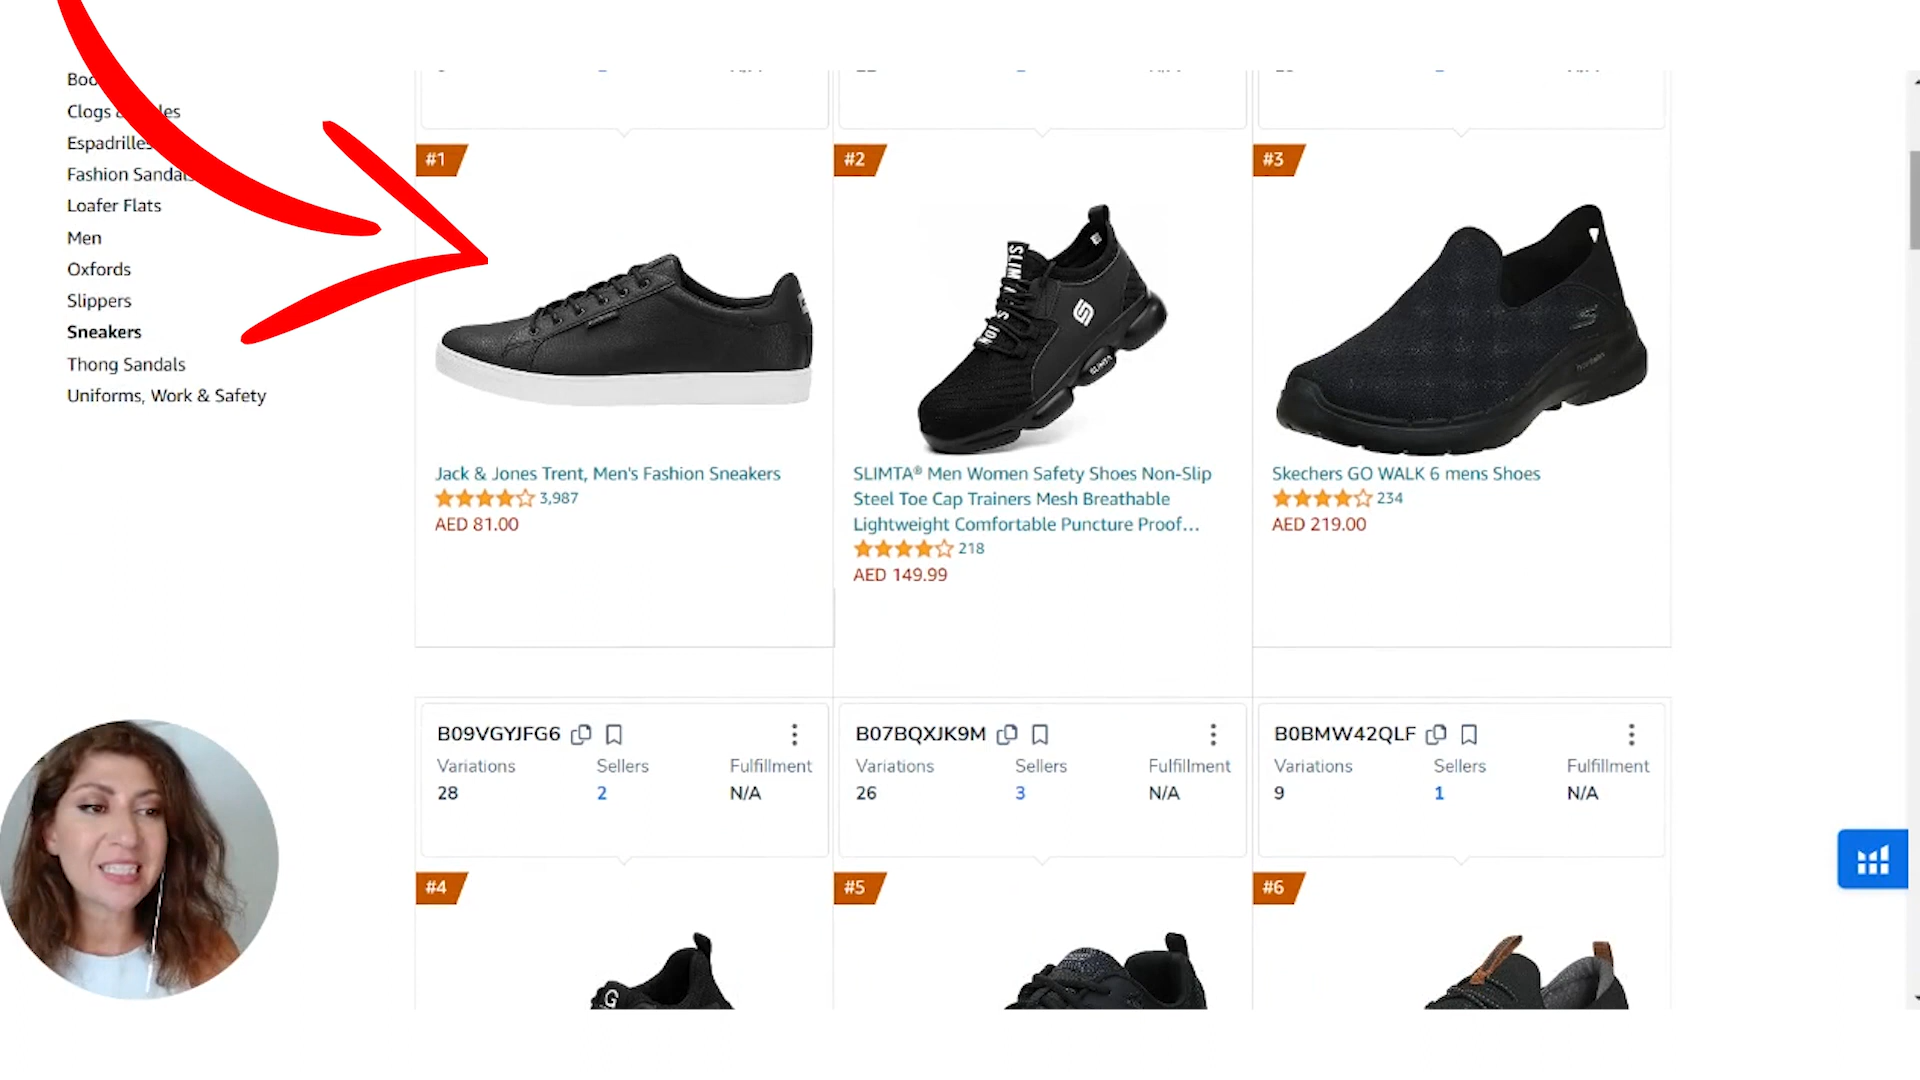 Clogs
Espadrilles
Fashion Sandals
Loafer Flats
Men
Oxfords
Slippers
Sneakers
Thong Sandals
Uniforms, Work & Safety
#1
#2
#3
SLIMTA
Jack & Jones Trent, Men's Fashion Sneakers
3,987
AED 81.00
SLIMTA® Men Women Safety Shoes Non-Slip
Steel Toe Cap Trainers Mesh Breathable
Lightweight Comfortable Puncture Proof...
218
AED 149.99
Skechers GO WALK 6 mens Shoes
234
AED 219.00
B09VGYJFG6
Variations Sellers Fulfillment
28 2 N/A
B07BQXJK9M
Variations Sellers Fulfillment
26 3 N/A
B0BMW42QLF
Variations Sellers Fulfillment
9 1 N/A
#4
#5
#6